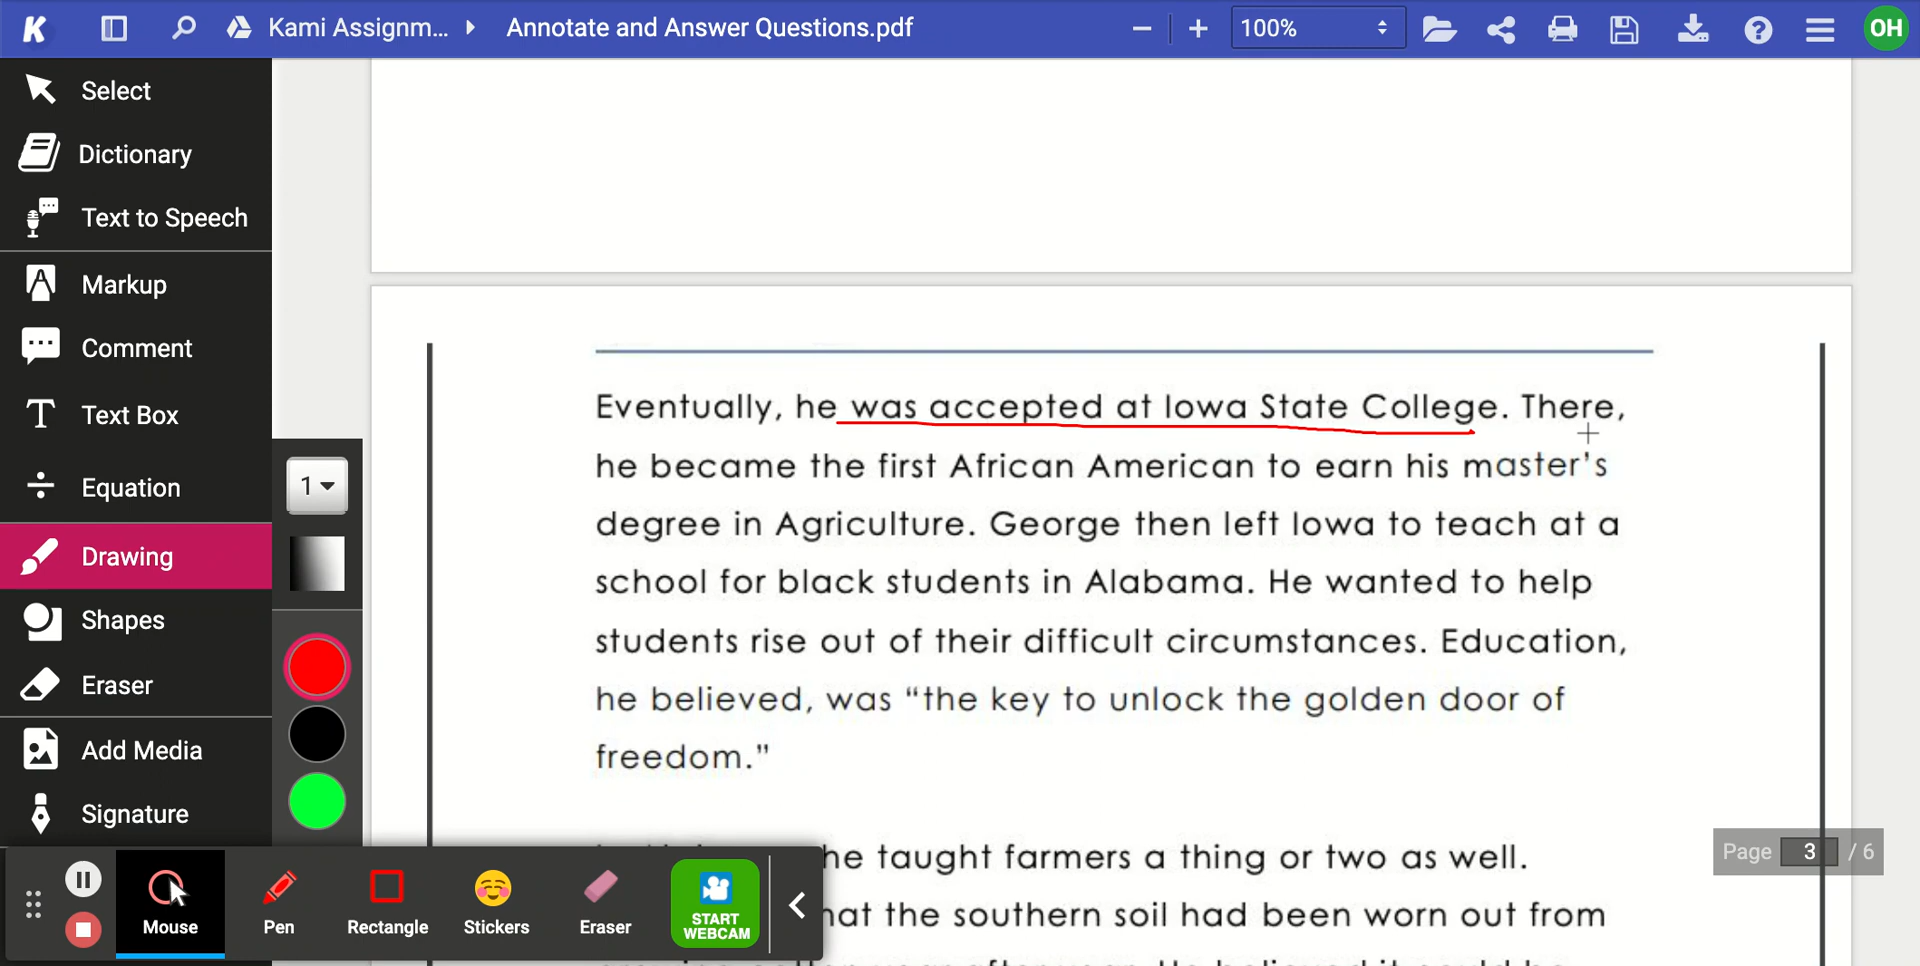 Kami Assignm... Annotate and Answer Questions.pdf 100% OH
Select
Dictionary
Text to Speech
Markup
Comment
Text Box
Equation
Drawing
Shapes
Eraser
Add Media
Signature
1
Eventually, he was accepted at Iowa State College. There,
he became the first African American to earn his master's
degree in Agriculture. George then left Iowa to teach at a
school for black students in Alabama. He wanted to help
students rise out of their difficult circumstances. Education,
he believed, was “the key to unlock the golden door of
freedom.”
he taught farmers a thing or two as well.
the southern soil had been worn out from
Page 3 / 6
Mouse
Pen
Rectangle
Stickers
Eraser
START
WEBCAM